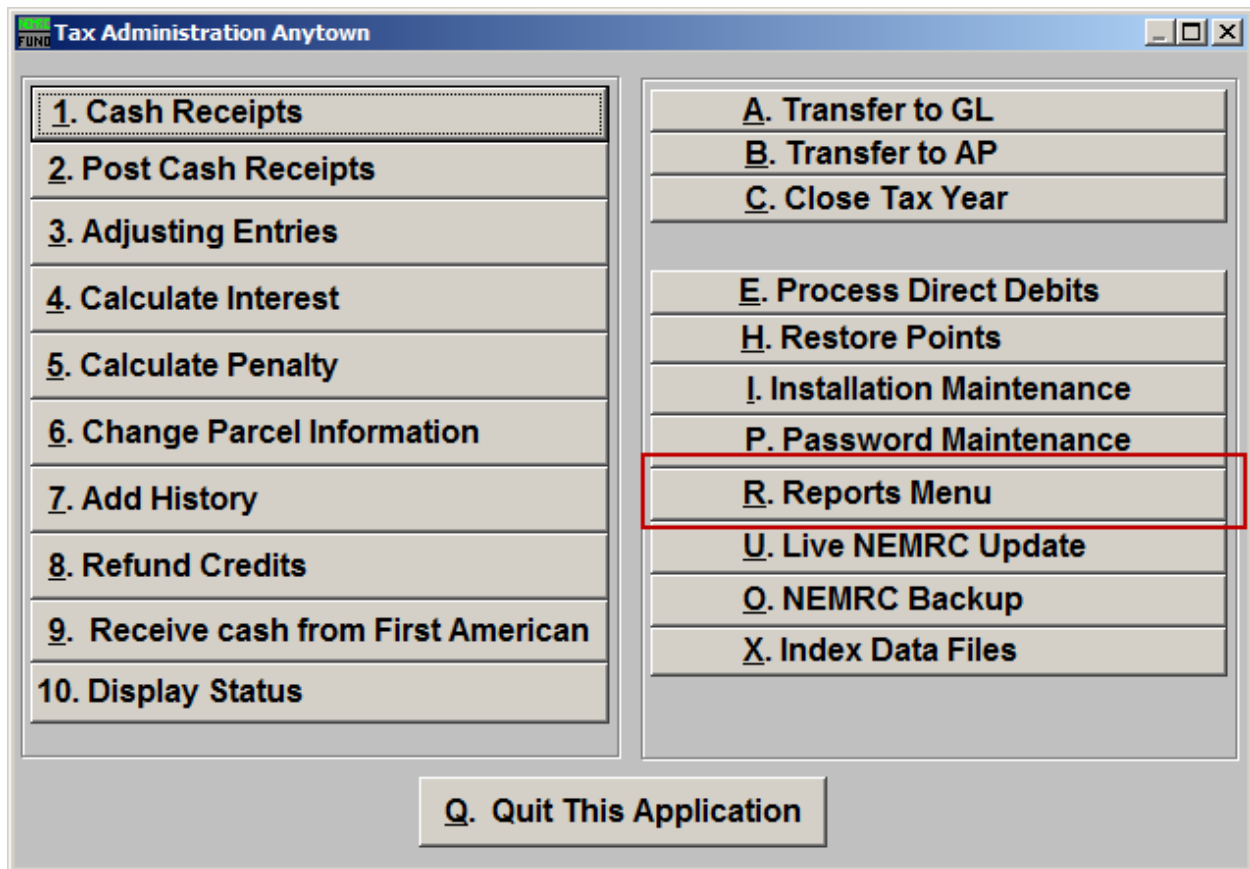 NEMRC
FUND
Tax Administration Anytown
1. Cash Receipts
2. Post Cash Receipts
3. Adjusting Entries
4. Calculate Interest
5. Calculate Penalty
6. Change Parcel Information
7. Add History
8. Refund Credits
9. Receive cash from First American
10. Display Status
A. Transfer to GL
B. Transfer to AP
C. Close Tax Year
E. Process Direct Debits
H. Restore Points
I. Installation Maintenance
P. Password Maintenance
R. Reports Menu
U. Live NEMRC Update
O. NEMRC Backup
X. Index Data Files
Q. Quit This Application